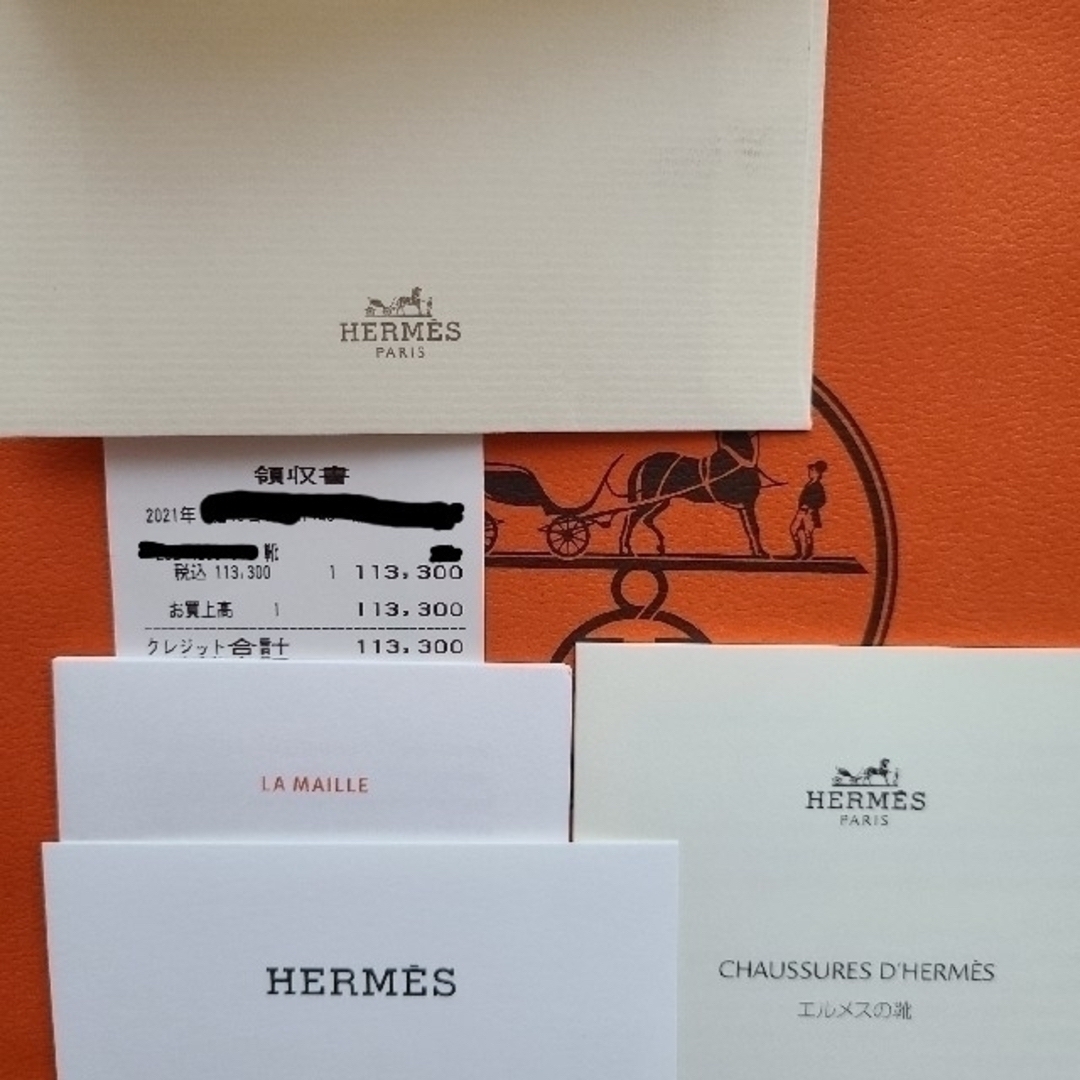 HERMÈS
PARIS
領収書
2021年
靴
税込 113,300 1 113,300
お買上高 1 113,300
クレジット合計 113,300
LA MAILLE
HERMÈS
PARIS
HERMÈS
CHAUSSURES D'HERMÈS
エルメスの靴